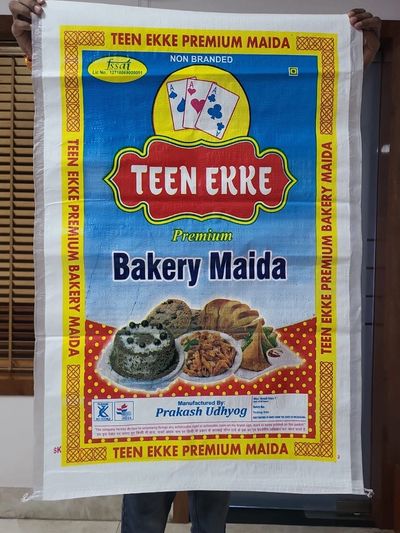 TEEN EKKE PREMIUM MAIDA
fssai
NON BRANDED
A A A
TEEN EKKE
Premium
Bakery Maida
TEEN EKKE PREMIUM BAKERY MAIDA
TEEN EKKE PREMIUM BAKERY MAIDA
Manufactured By:
Prakash Udhyog
SK
TEEN EKKE PREMIUM MAIDA